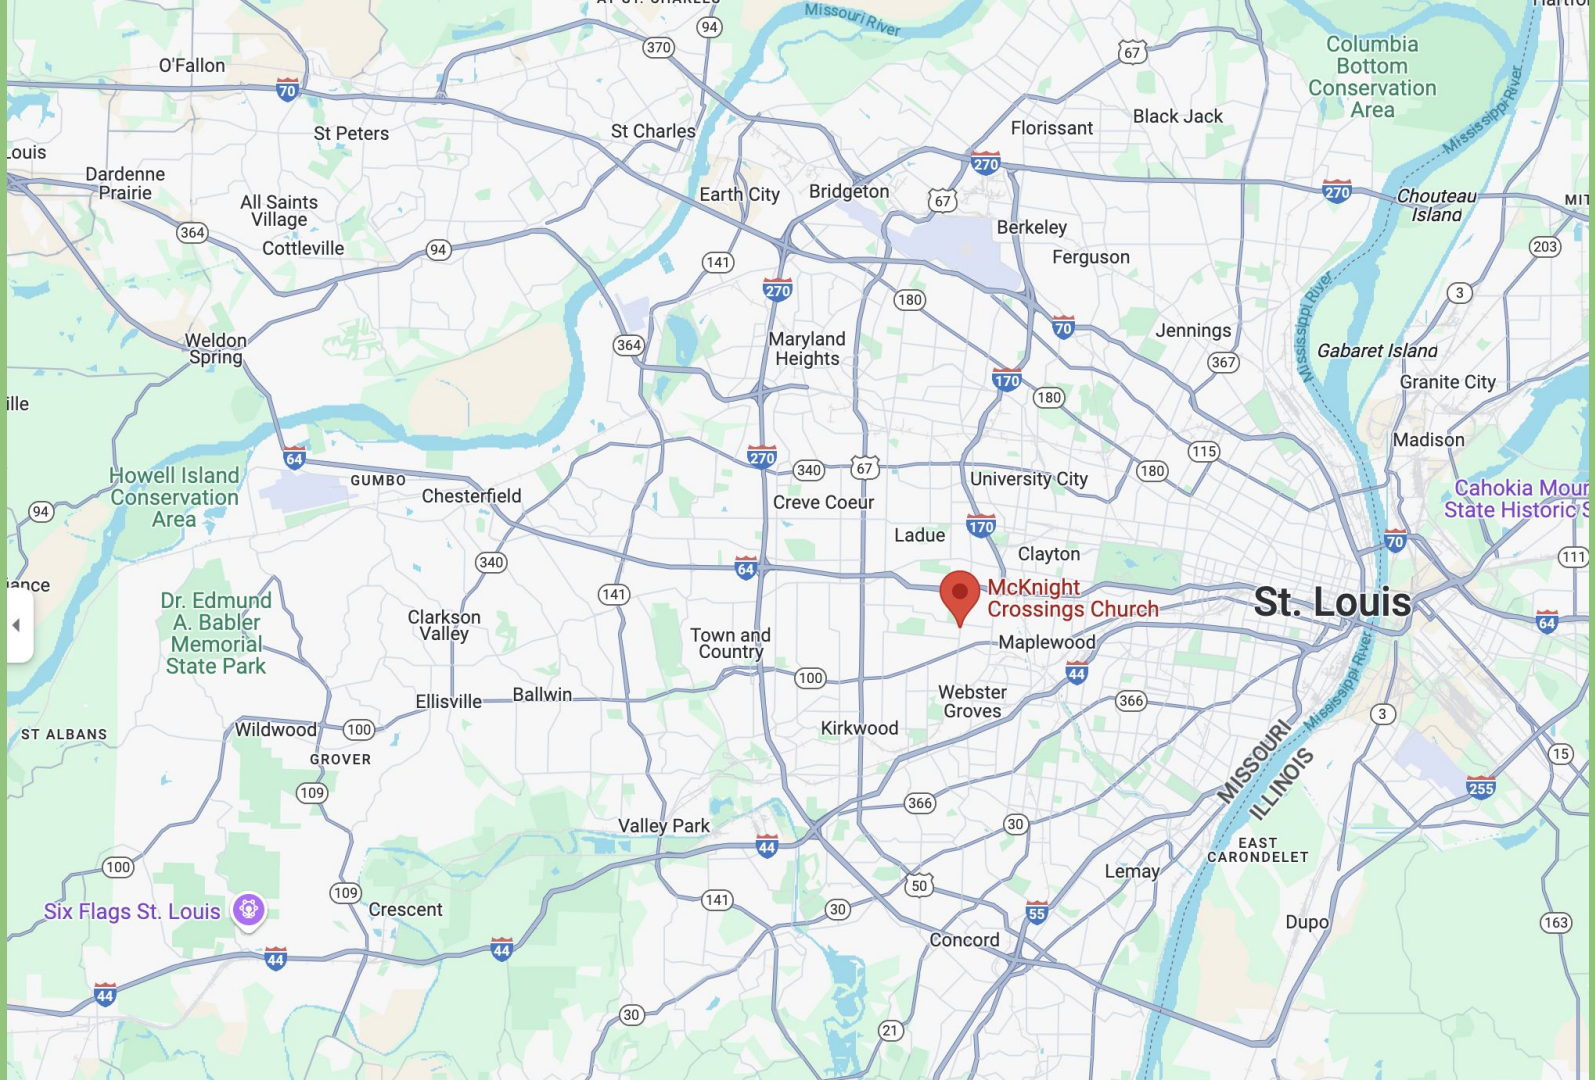 AT ST. CHARLES
Missouri River
94
370
67
Columbia
Bottom
Conservation
Area
O'Fallon
70
St Peters
St Charles
Florissant
Black Jack
Mississippi River
Louis
Dardenne
Prairie
All Saints
Village
Cottleville
364
94
Earth City
Bridgeton
67
270
Berkeley
Ferguson
270
Chouteau
Island
203
141
270
180
3
70
Jennings
Mississippi River
Weldon
Spring
364
Maryland
Heights
367
Gabaret Island
170
180
Granite City
ille
Madison
64
270
340
67
115
180
University City
Howell Island
Conservation
Area
GUMBO
Chesterfield
Creve Coeur
94
Cahokia Moun
State Historic S
170
Ladue
Clayton
70
111
340
64
iance
141
McKnight
Crossings Church
St. Louis
64
Dr. Edmund
A. Babler
Memorial
State Park
Clarkson
Valley
Town and
Country
Maplewood
44
100
Ellisville
Ballwin
Webster
Groves
366
Mississippi River
3
ST ALBANS
Wildwood
100
Kirkwood
GROVER
MISSOURI
ILLINOIS
15
255
109
366
30
Valley Park
44
EAST
CARONDELET
100
Lemay
109
50
Six Flags St. Louis
Crescent
141
30
55
Dupo
163
Concord
44
44
44
30
21